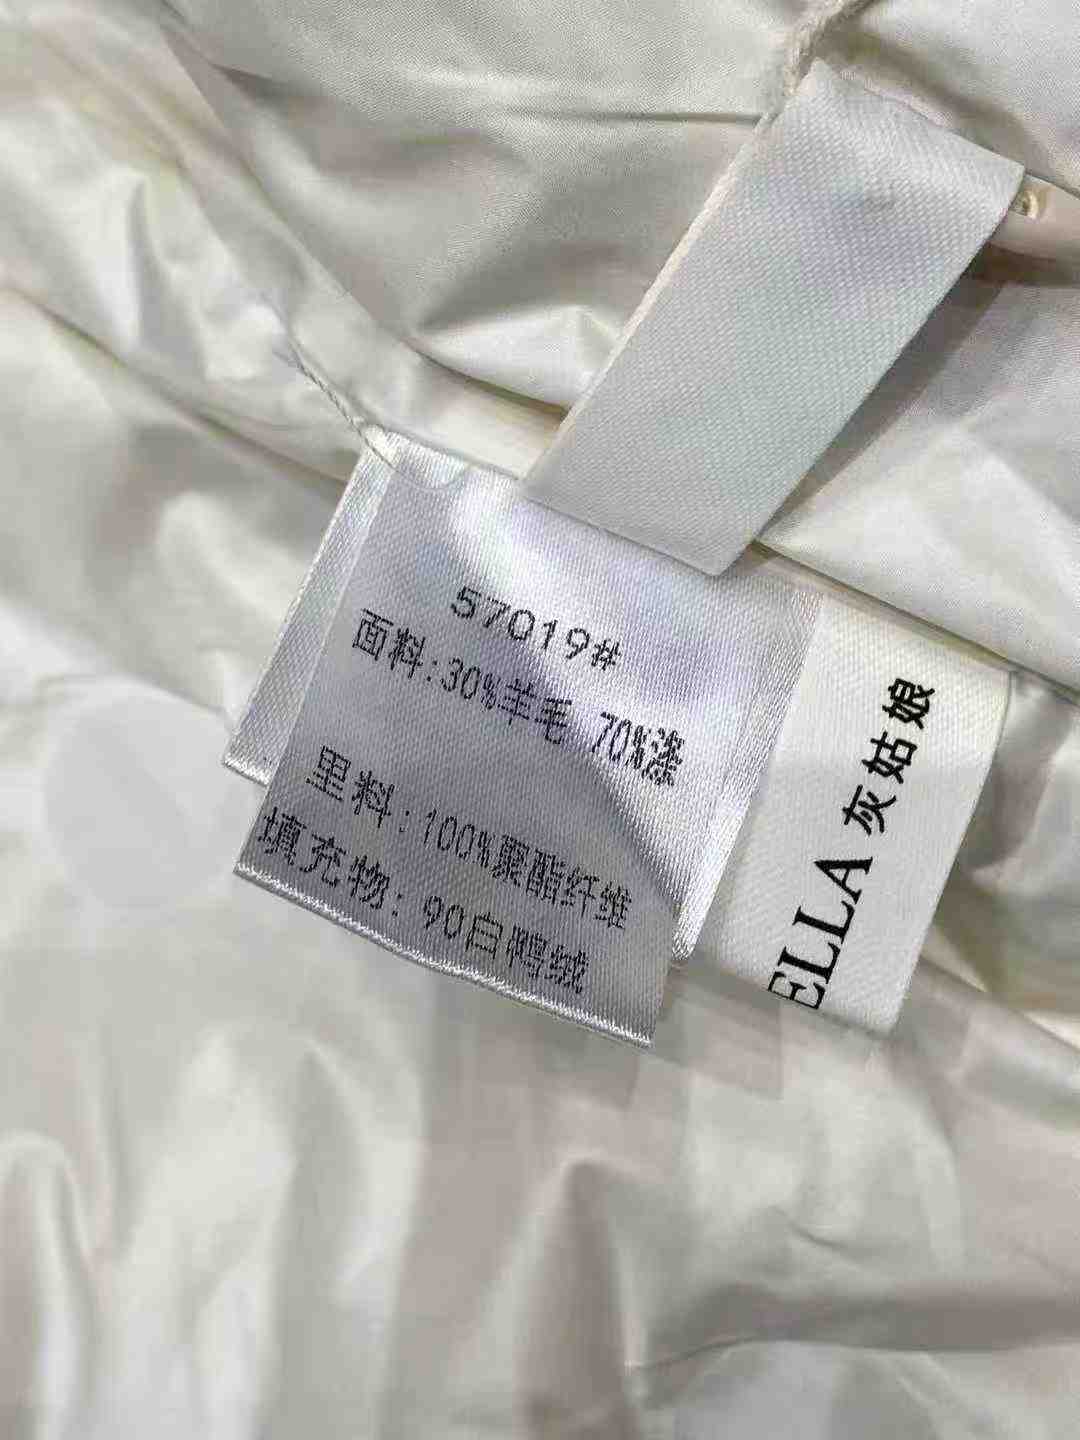 57019#
面料:30%羊毛 70%涤
里料:100%聚酯纤维
填充物:90白鸭绒
ELLA 灰姑娘